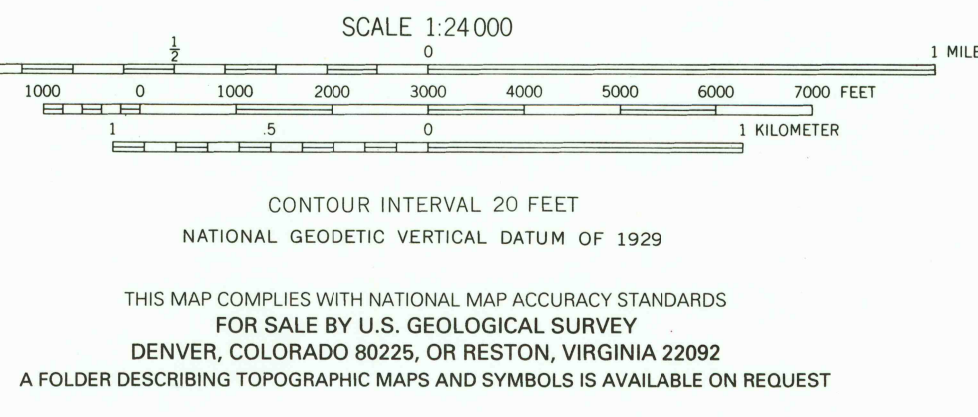 SCALE 1:24 000
1/2 0 1 MILE
1000 0 1000 2000 3000 4000 5000 6000 7000 FEET
1 .5 0 1 KILOMETER
CONTOUR INTERVAL 20 FEET
NATIONAL GEODETIC VERTICAL DATUM OF 1929
THIS MAP COMPLIES WITH NATIONAL MAP ACCURACY STANDARDS
FOR SALE BY U.S. GEOLOGICAL SURVEY
DENVER, COLORADO 80225, OR RESTON, VIRGINIA 22092
A FOLDER DESCRIBING TOPOGRAPHIC MAPS AND SYMBOLS IS AVAILABLE ON REQUEST